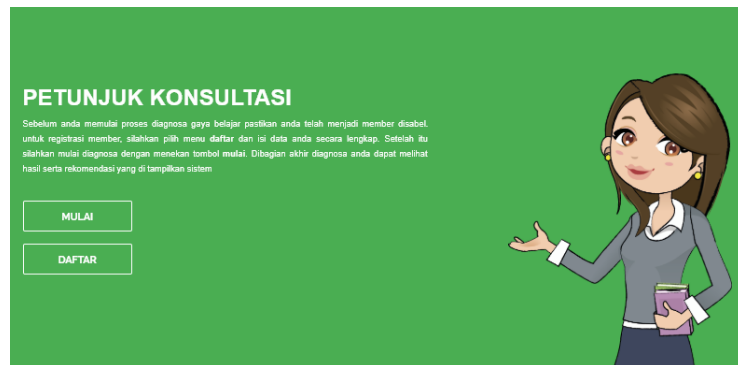 PETUNJUK KONSULTASI
Sebelum anda memulai proses diagnosa gaya belajar pastikan anda telah menjadi member disabel.
untuk registrasi member, silahkan pilih menu daftar dan isi data anda secara lengkap. Setelah itu
silahkan mulai diagnosa dengan menekan tombol mulai. Dibagian akhir diagnosa anda dapat melihat
hasil serta rekomendasi yang di tampilkan sistem
MULAI
DAFTAR